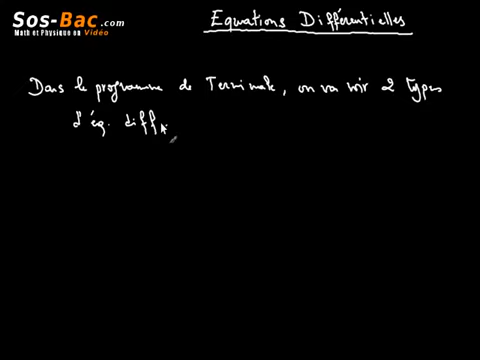 Sos-Bac.com
Math et Physique en Vidéo
Equations Différentielles
Dans le programme de Terminale, on va voir 2 types
d'éq. diff.